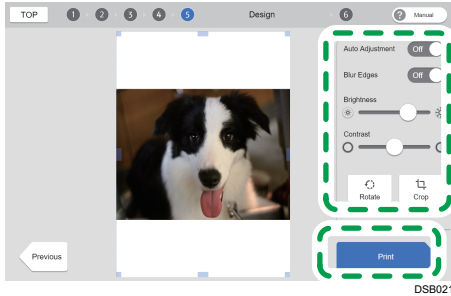 TOP 1 2 3 4 5 Design 6 ? Manual
Auto Adjustment Off
Blur Edges Off
Brightness
Contrast
Rotate Crop
Previous
Print
DSB021